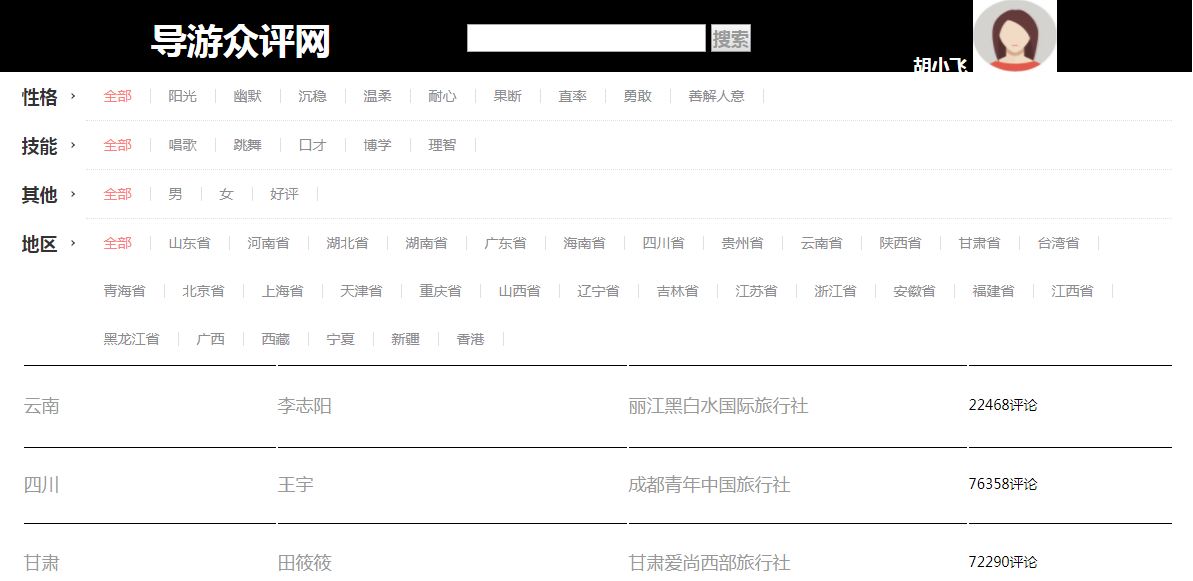 导游众评网 搜索 胡小飞
性格 › 全部 阳光 幽默 沉稳 温柔 耐心 果断 直率 勇敢 善解人意
技能 › 全部 唱歌 跳舞 口才 博学 理智
其他 › 全部 男 女 好评
地区 › 全部 山东省 河南省 湖北省 湖南省 广东省 海南省 四川省 贵州省 云南省 陕西省 甘肃省 台湾省
青海省 北京省 上海省 天津省 重庆省 山西省 辽宁省 吉林省 江苏省 浙江省 安徽省 福建省 江西省
黑龙江省 广西 西藏 宁夏 新疆 香港
云南 李志阳 丽江黑白水国际旅行社 22468评论
四川 王宇 成都青年中国旅行社 76358评论
甘肃 田筱筱 甘肃爱尚西部旅行社 72290评论